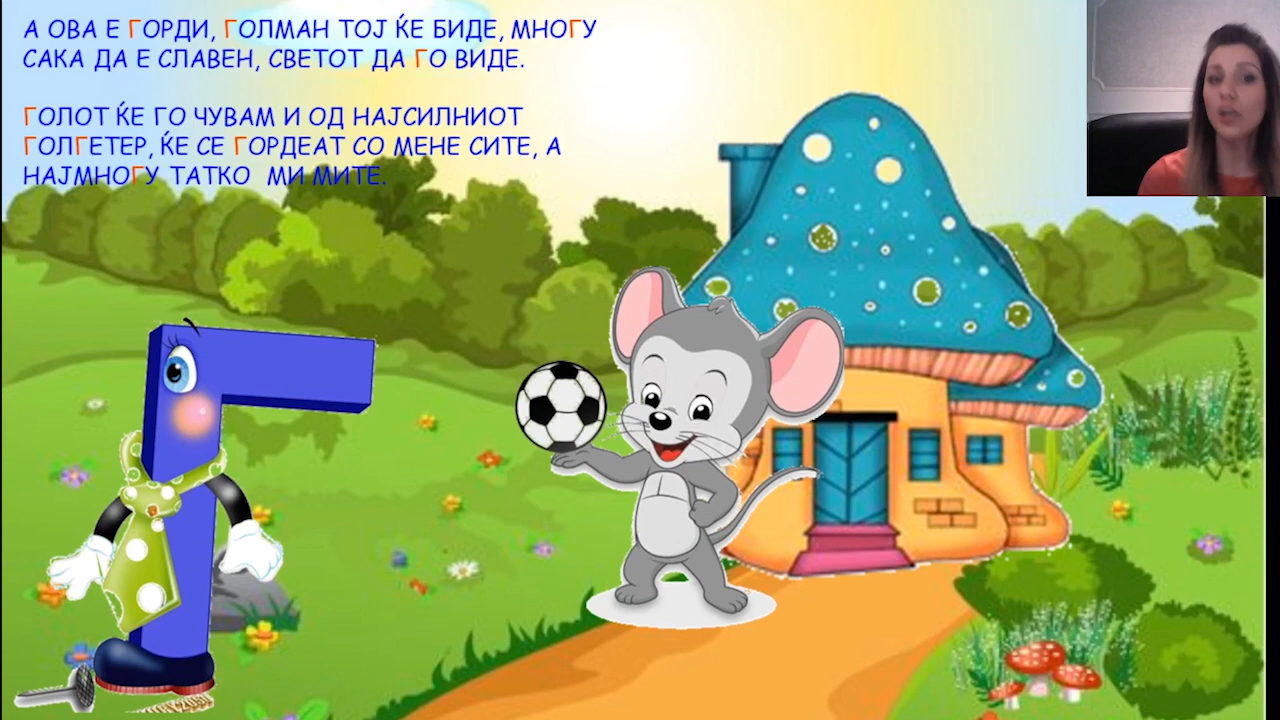 А ОВА Е ГОРДИ, ГОЛМАН ТОЈ ЌЕ БИДЕ, МНОГУ
САКА ДА Е СЛАВЕН, СВЕТОТ ДА ГО ВИДЕ.
ГОЛОТ ЌЕ ГО ЧУВАМ И ОД НАЈСИЛНИОТ
ГОЛГЕТЕР, ЌЕ СЕ ГОРДЕАТ СО МЕНЕ СИТЕ, А
НАЈМНОГУ ТАТКО МИ МИТЕ.